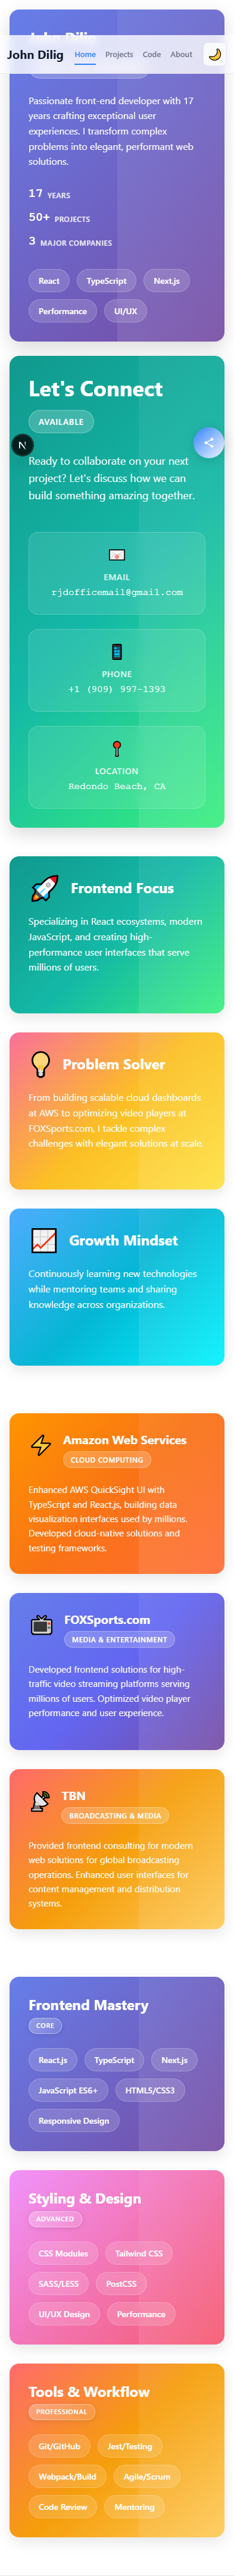 John Dilig
John Dilig
Home
Projects
Code
About
Passionate front-end developer with 17
years crafting exceptional user
experiences. I transform complex
problems into elegant, performant web
solutions.
17 YEARS
50+ PROJECTS
3 MAJOR COMPANIES
React
TypeScript
Next.js
Performance
UI/UX
Let's Connect
AVAILABLE
N
Ready to collaborate on your next
project? Let's discuss how we can
build something amazing together.
EMAIL
rjdofficemail@gmail.com
PHONE
+1 (909) 997-1393
LOCATION
Redondo Beach, CA
Frontend Focus
Specializing in React ecosystems, modern
JavaScript, and creating high-
performance user interfaces that serve
millions of users.
Problem Solver
From building scalable cloud dashboards
at AWS to optimizing video players at
FOXSports.com, I tackle complex
challenges with elegant solutions at scale.
Growth Mindset
Continuously learning new technologies
while mentoring teams and sharing
knowledge across organizations.
Amazon Web Services
CLOUD COMPUTING
Enhanced AWS QuickSight UI with
TypeScript and React.js, building data
visualization interfaces used by millions.
Developed cloud-native solutions and
testing frameworks.
FOXSports.com
MEDIA & ENTERTAINMENT
Developed frontend solutions for high-
traffic video streaming platforms serving
millions of users. Optimized video player
performance and user experience.
TBN
BROADCASTING & MEDIA
Provided frontend consulting for modern
web solutions for global broadcasting
operations. Enhanced user interfaces for
content management and distribution
systems.
Frontend Mastery
CORE
React.js
TypeScript
Next.js
JavaScript ES6+
HTML5/CSS3
Responsive Design
Styling & Design
ADVANCED
CSS Modules
Tailwind CSS
SASS/LESS
PostCSS
UI/UX Design
Performance
Tools & Workflow
PROFESSIONAL
Git/GitHub
Jest/Testing
Webpack/Build
Agile/Scrum
Code Review
Mentoring